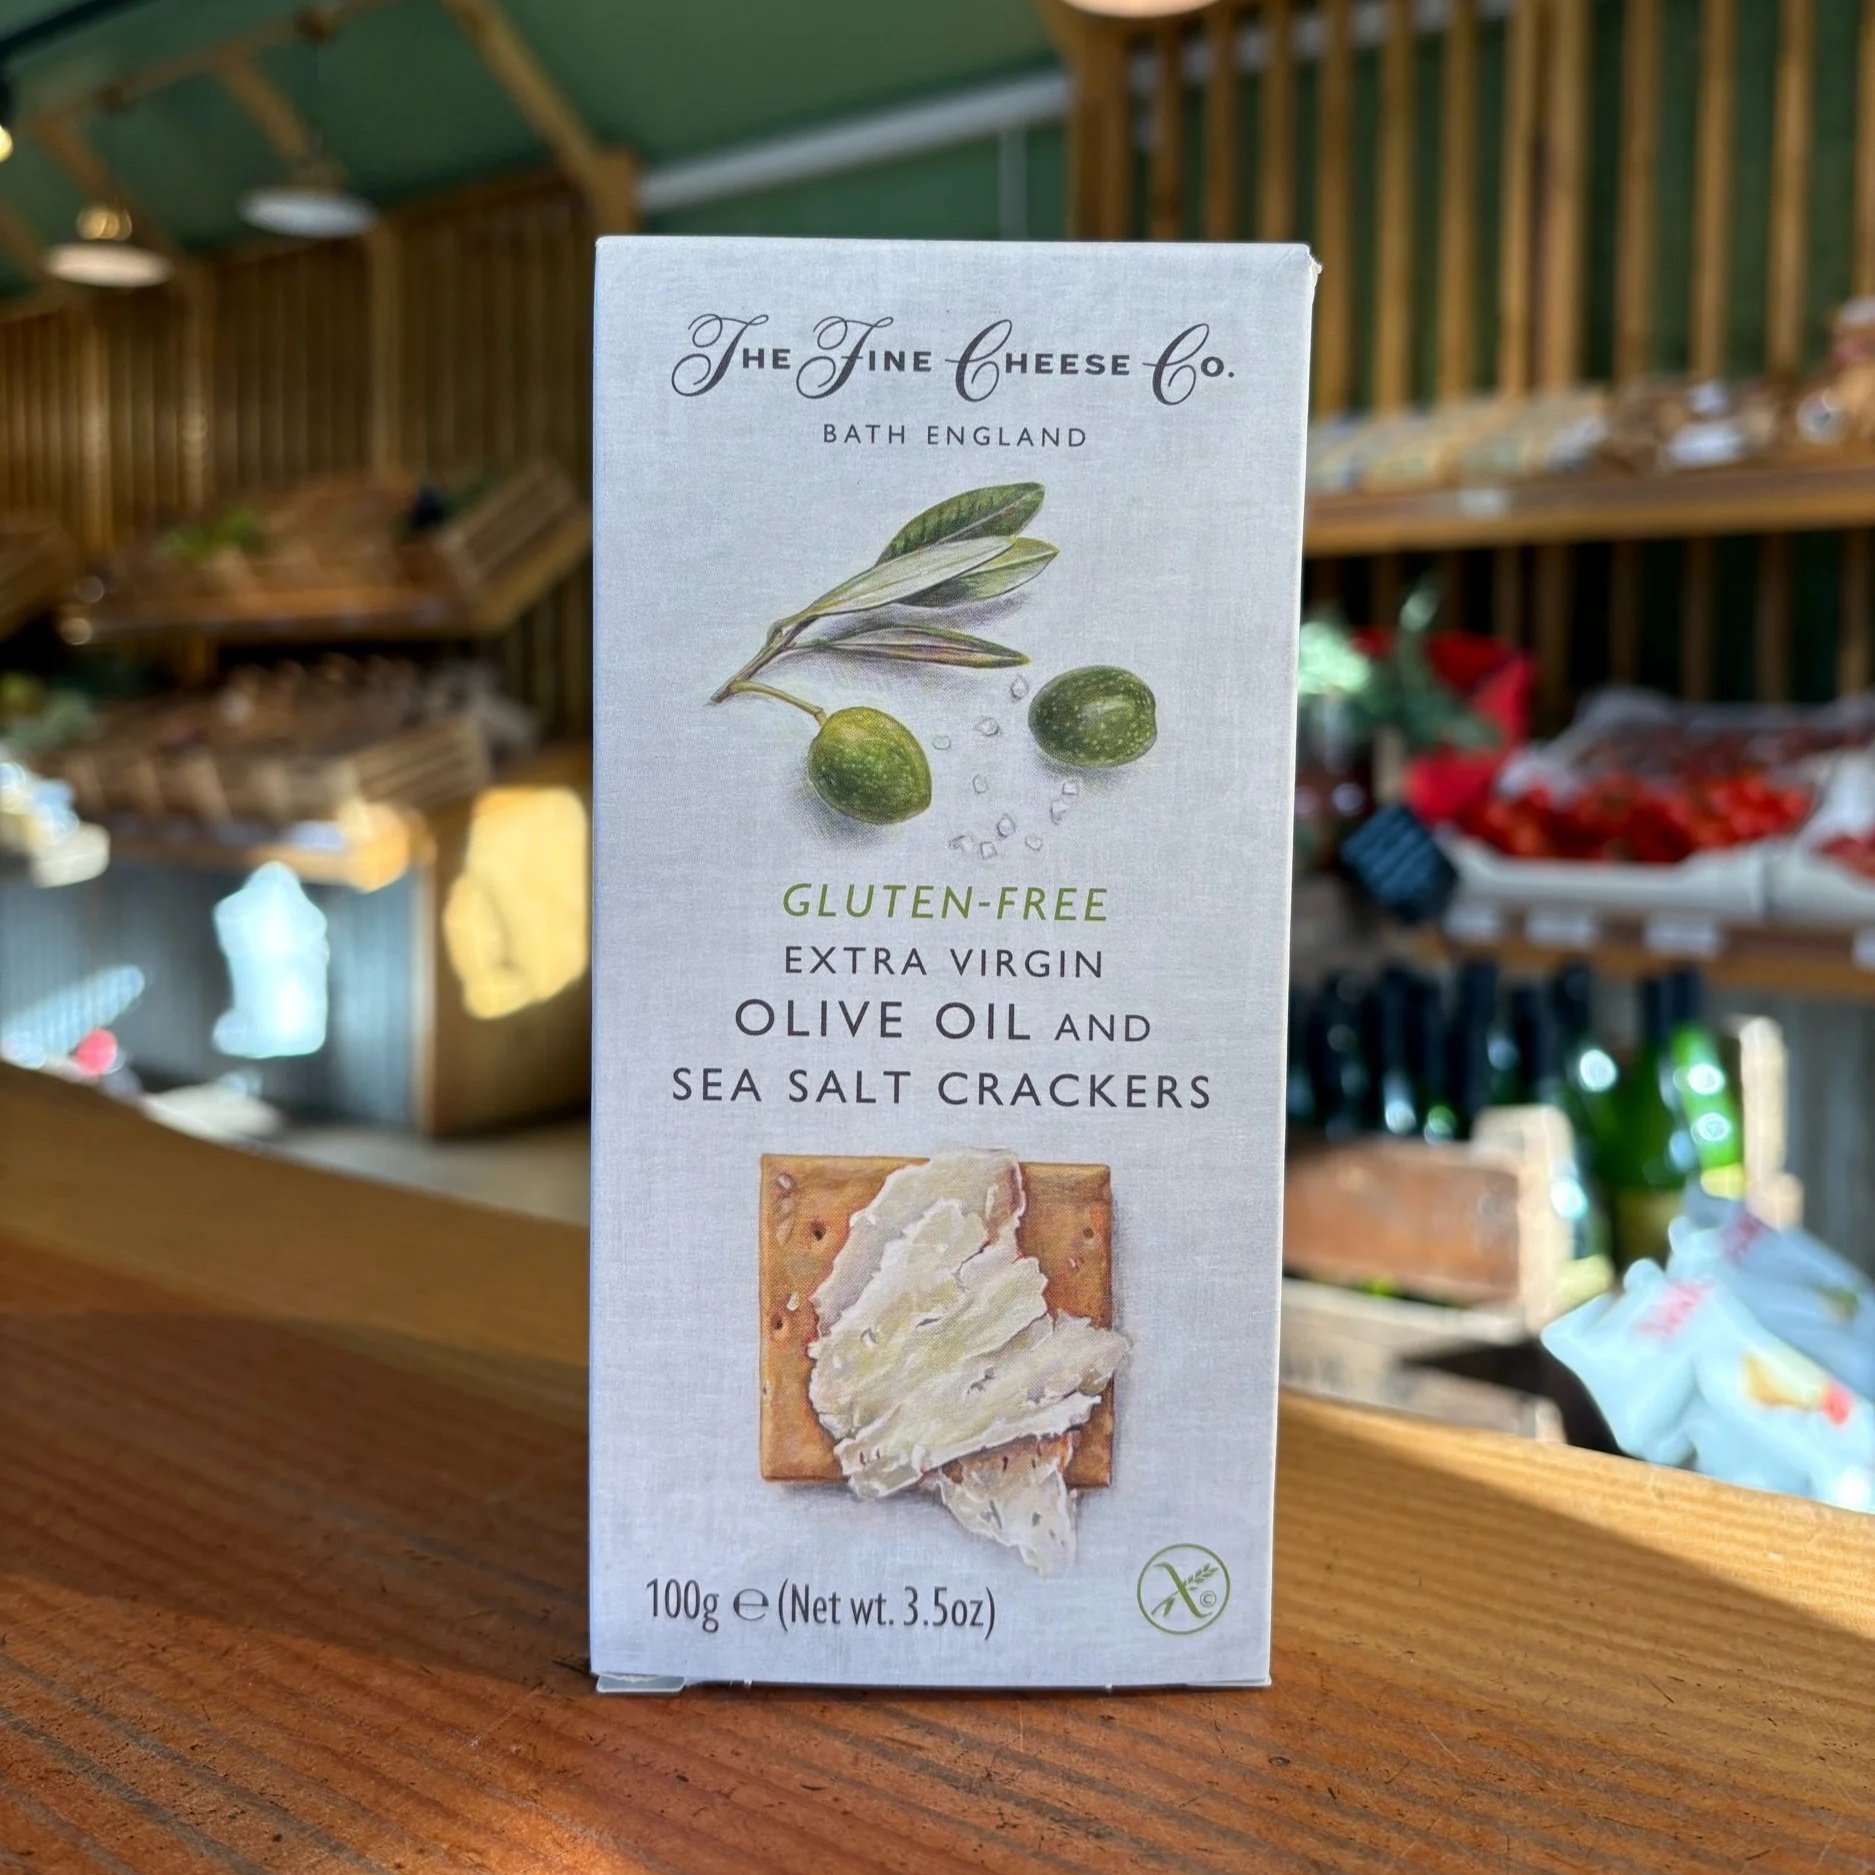 The Fine Cheese Co.
BATH ENGLAND
GLUTEN-FREE
EXTRA VIRGIN
OLIVE OIL AND
SEA SALT CRACKERS
100g ℮ (Net wt. 3.5oz)
©